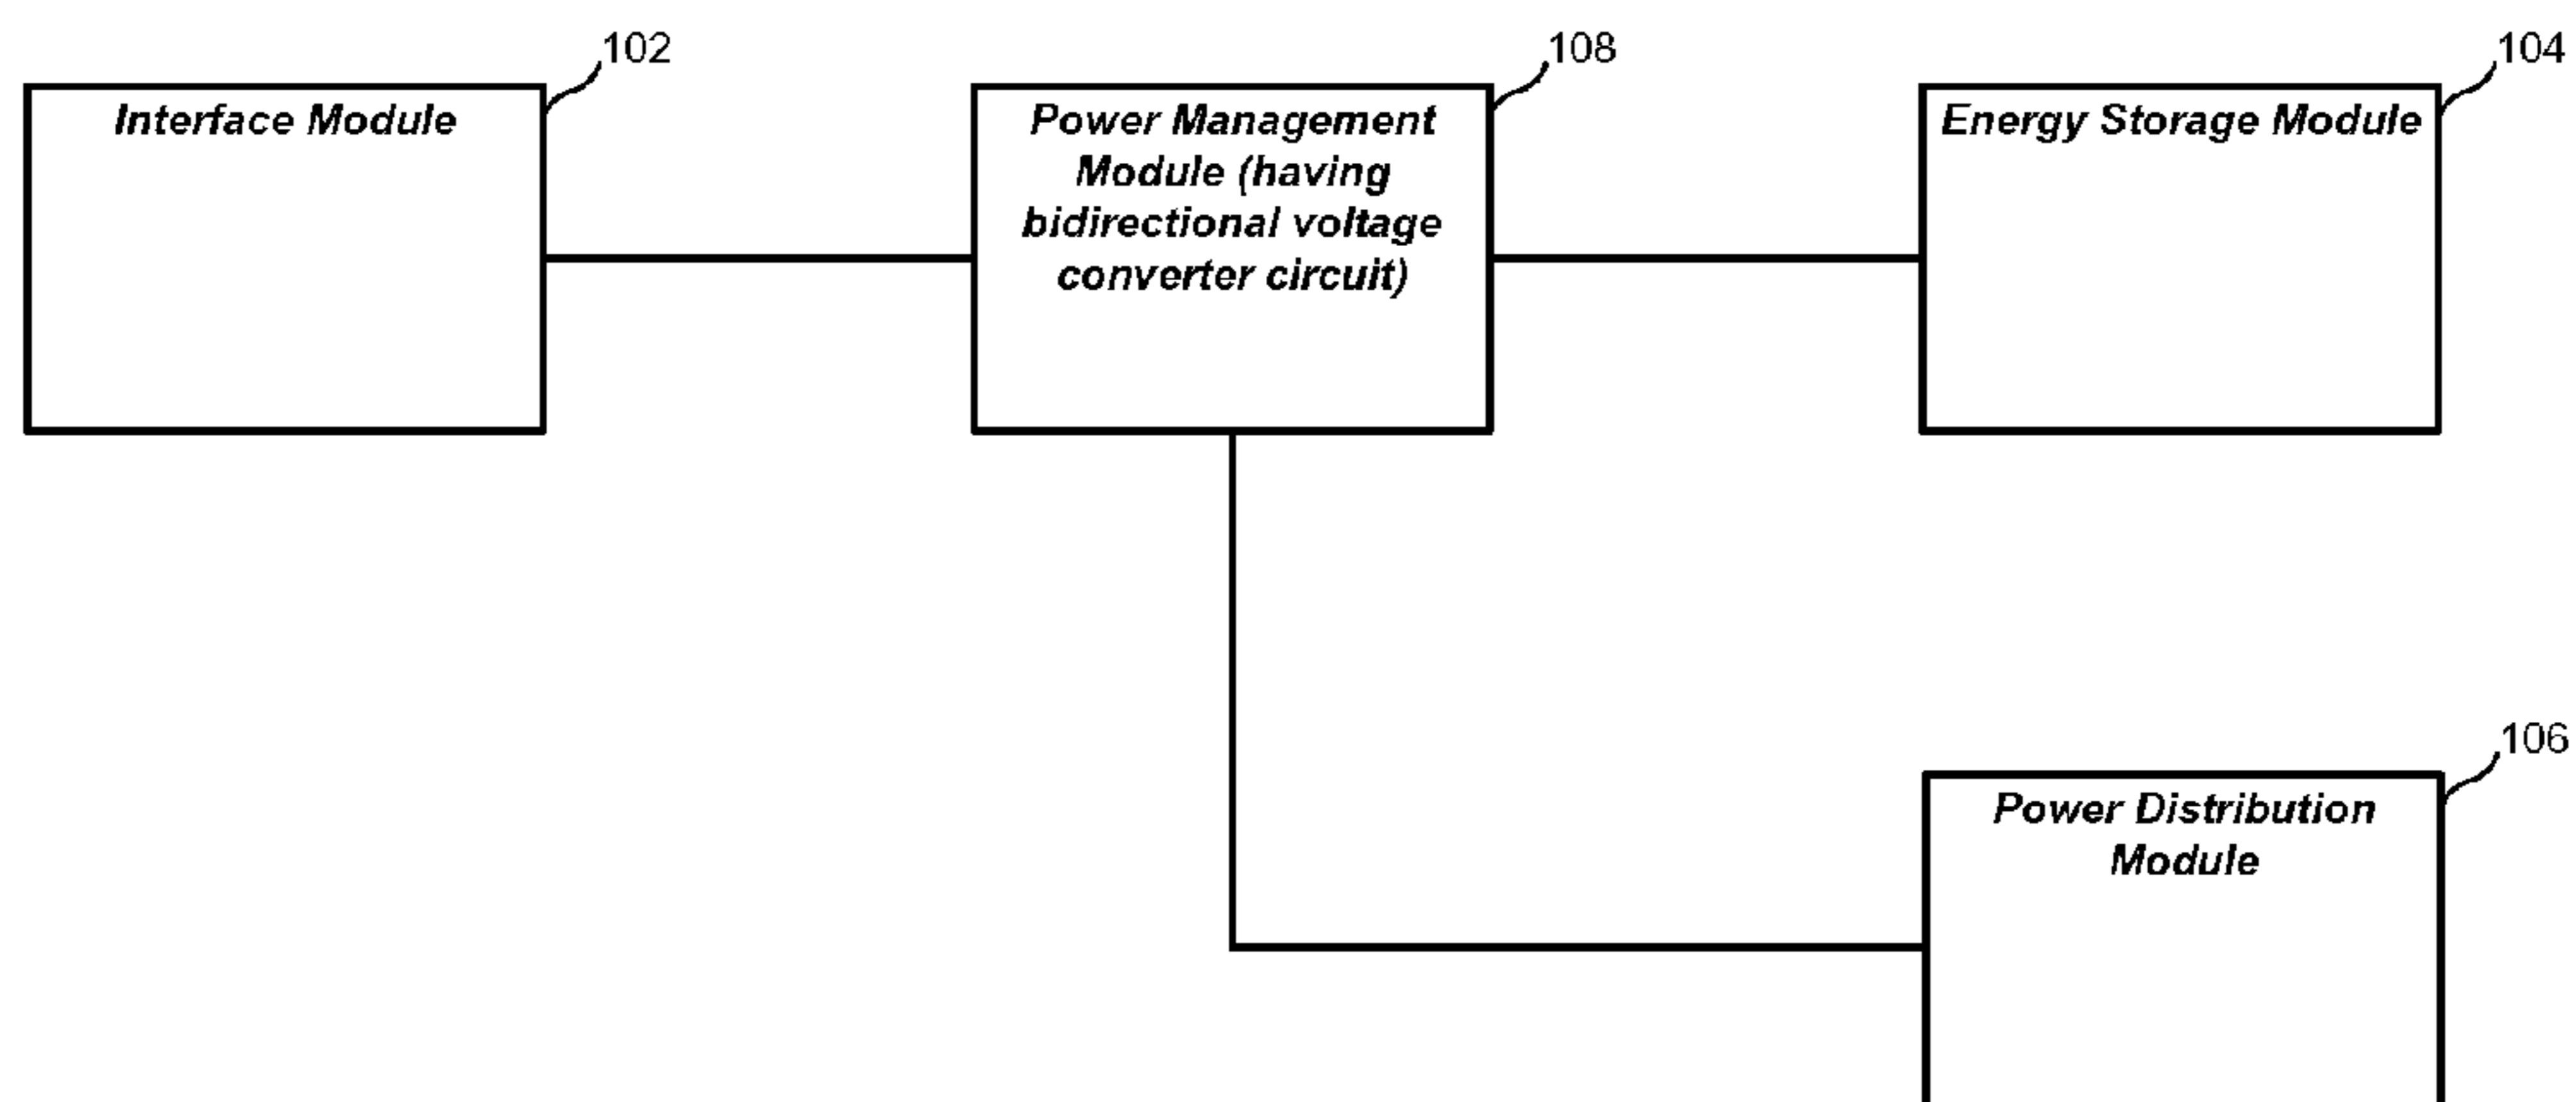 102
Interface Module
108
Power Management
Module (having
bidirectional voltage
converter circuit)
104
Energy Storage Module
106
Power Distribution
Module